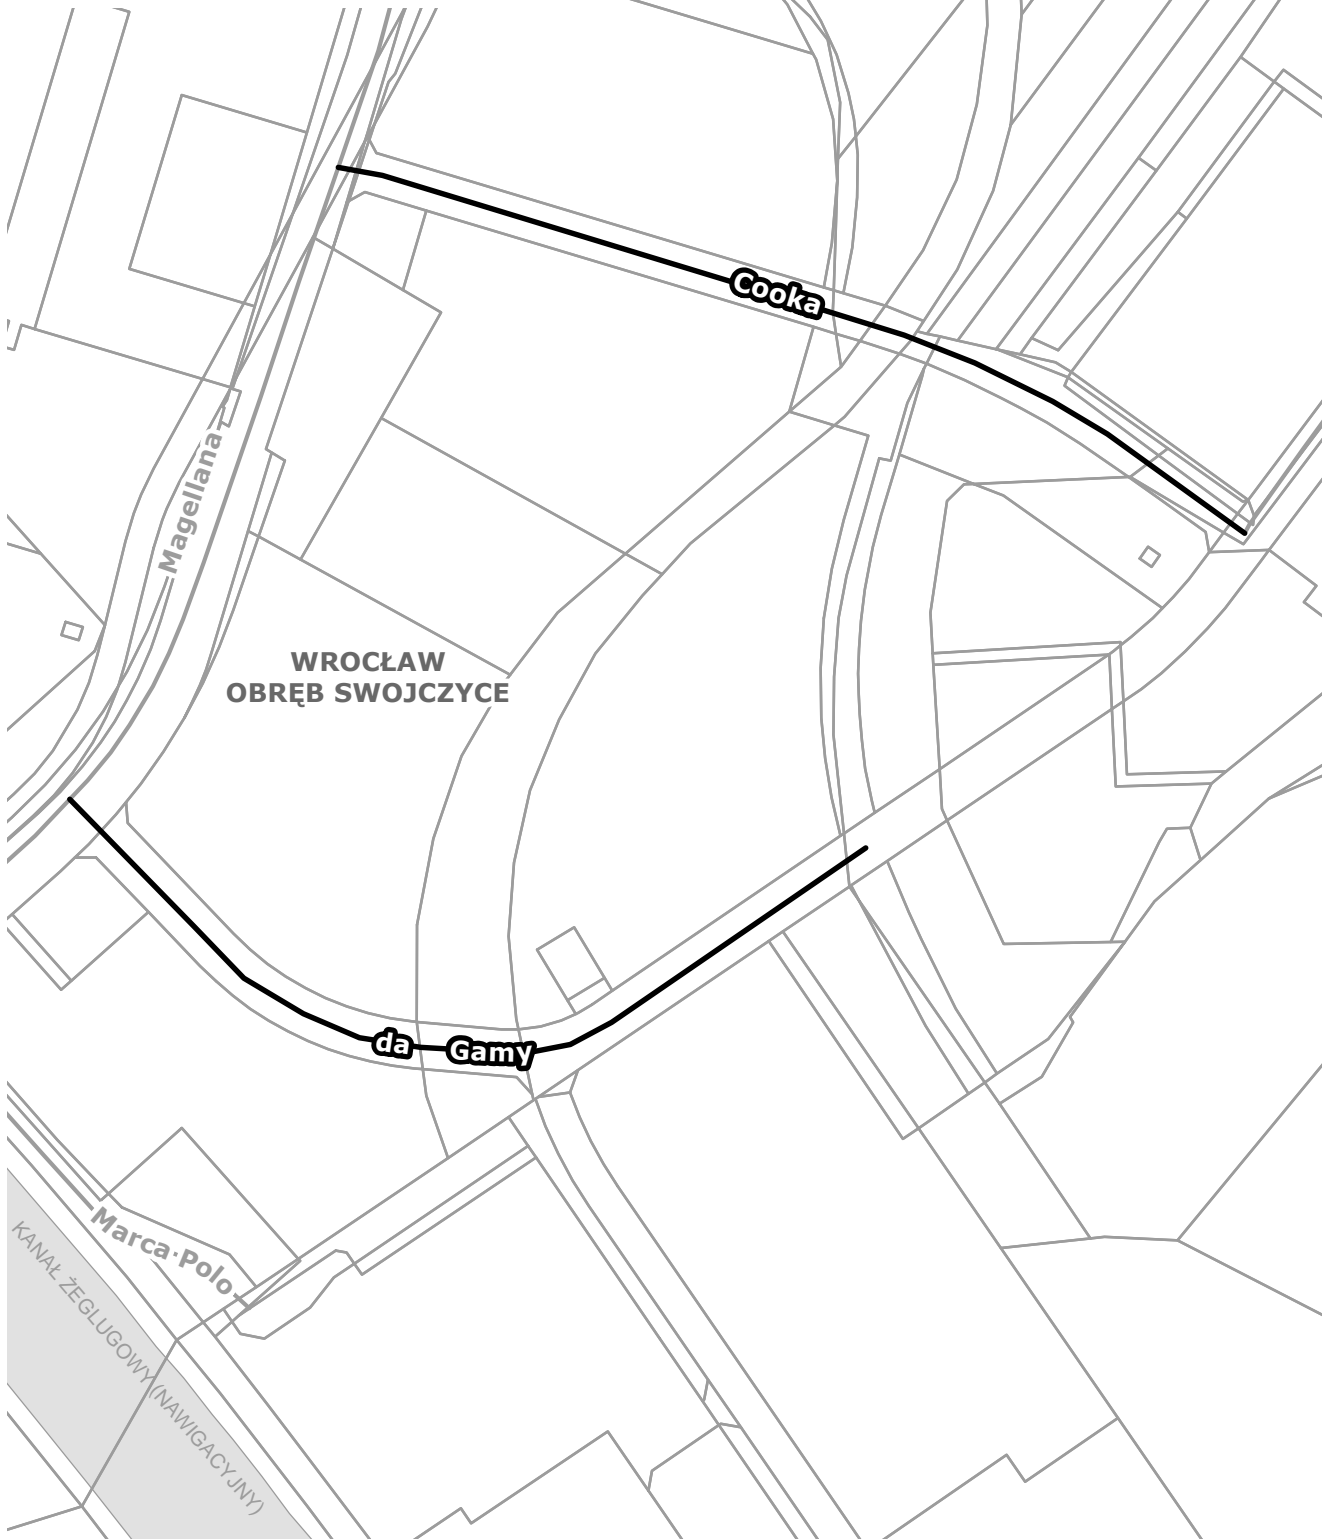 Cooka
Magellana
WROCŁAW
OBRĘB SWOJCZYCE
da Gamy
Marca Polo
KANAŁ ŻEGLUGOWY (NAWIGACYJNY)